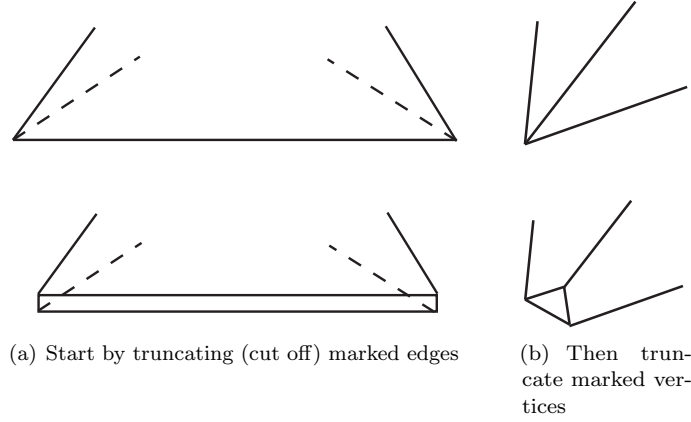 (a) Start by truncating (cut off) marked edges
(b) Then trun-
cate marked ver-
tices